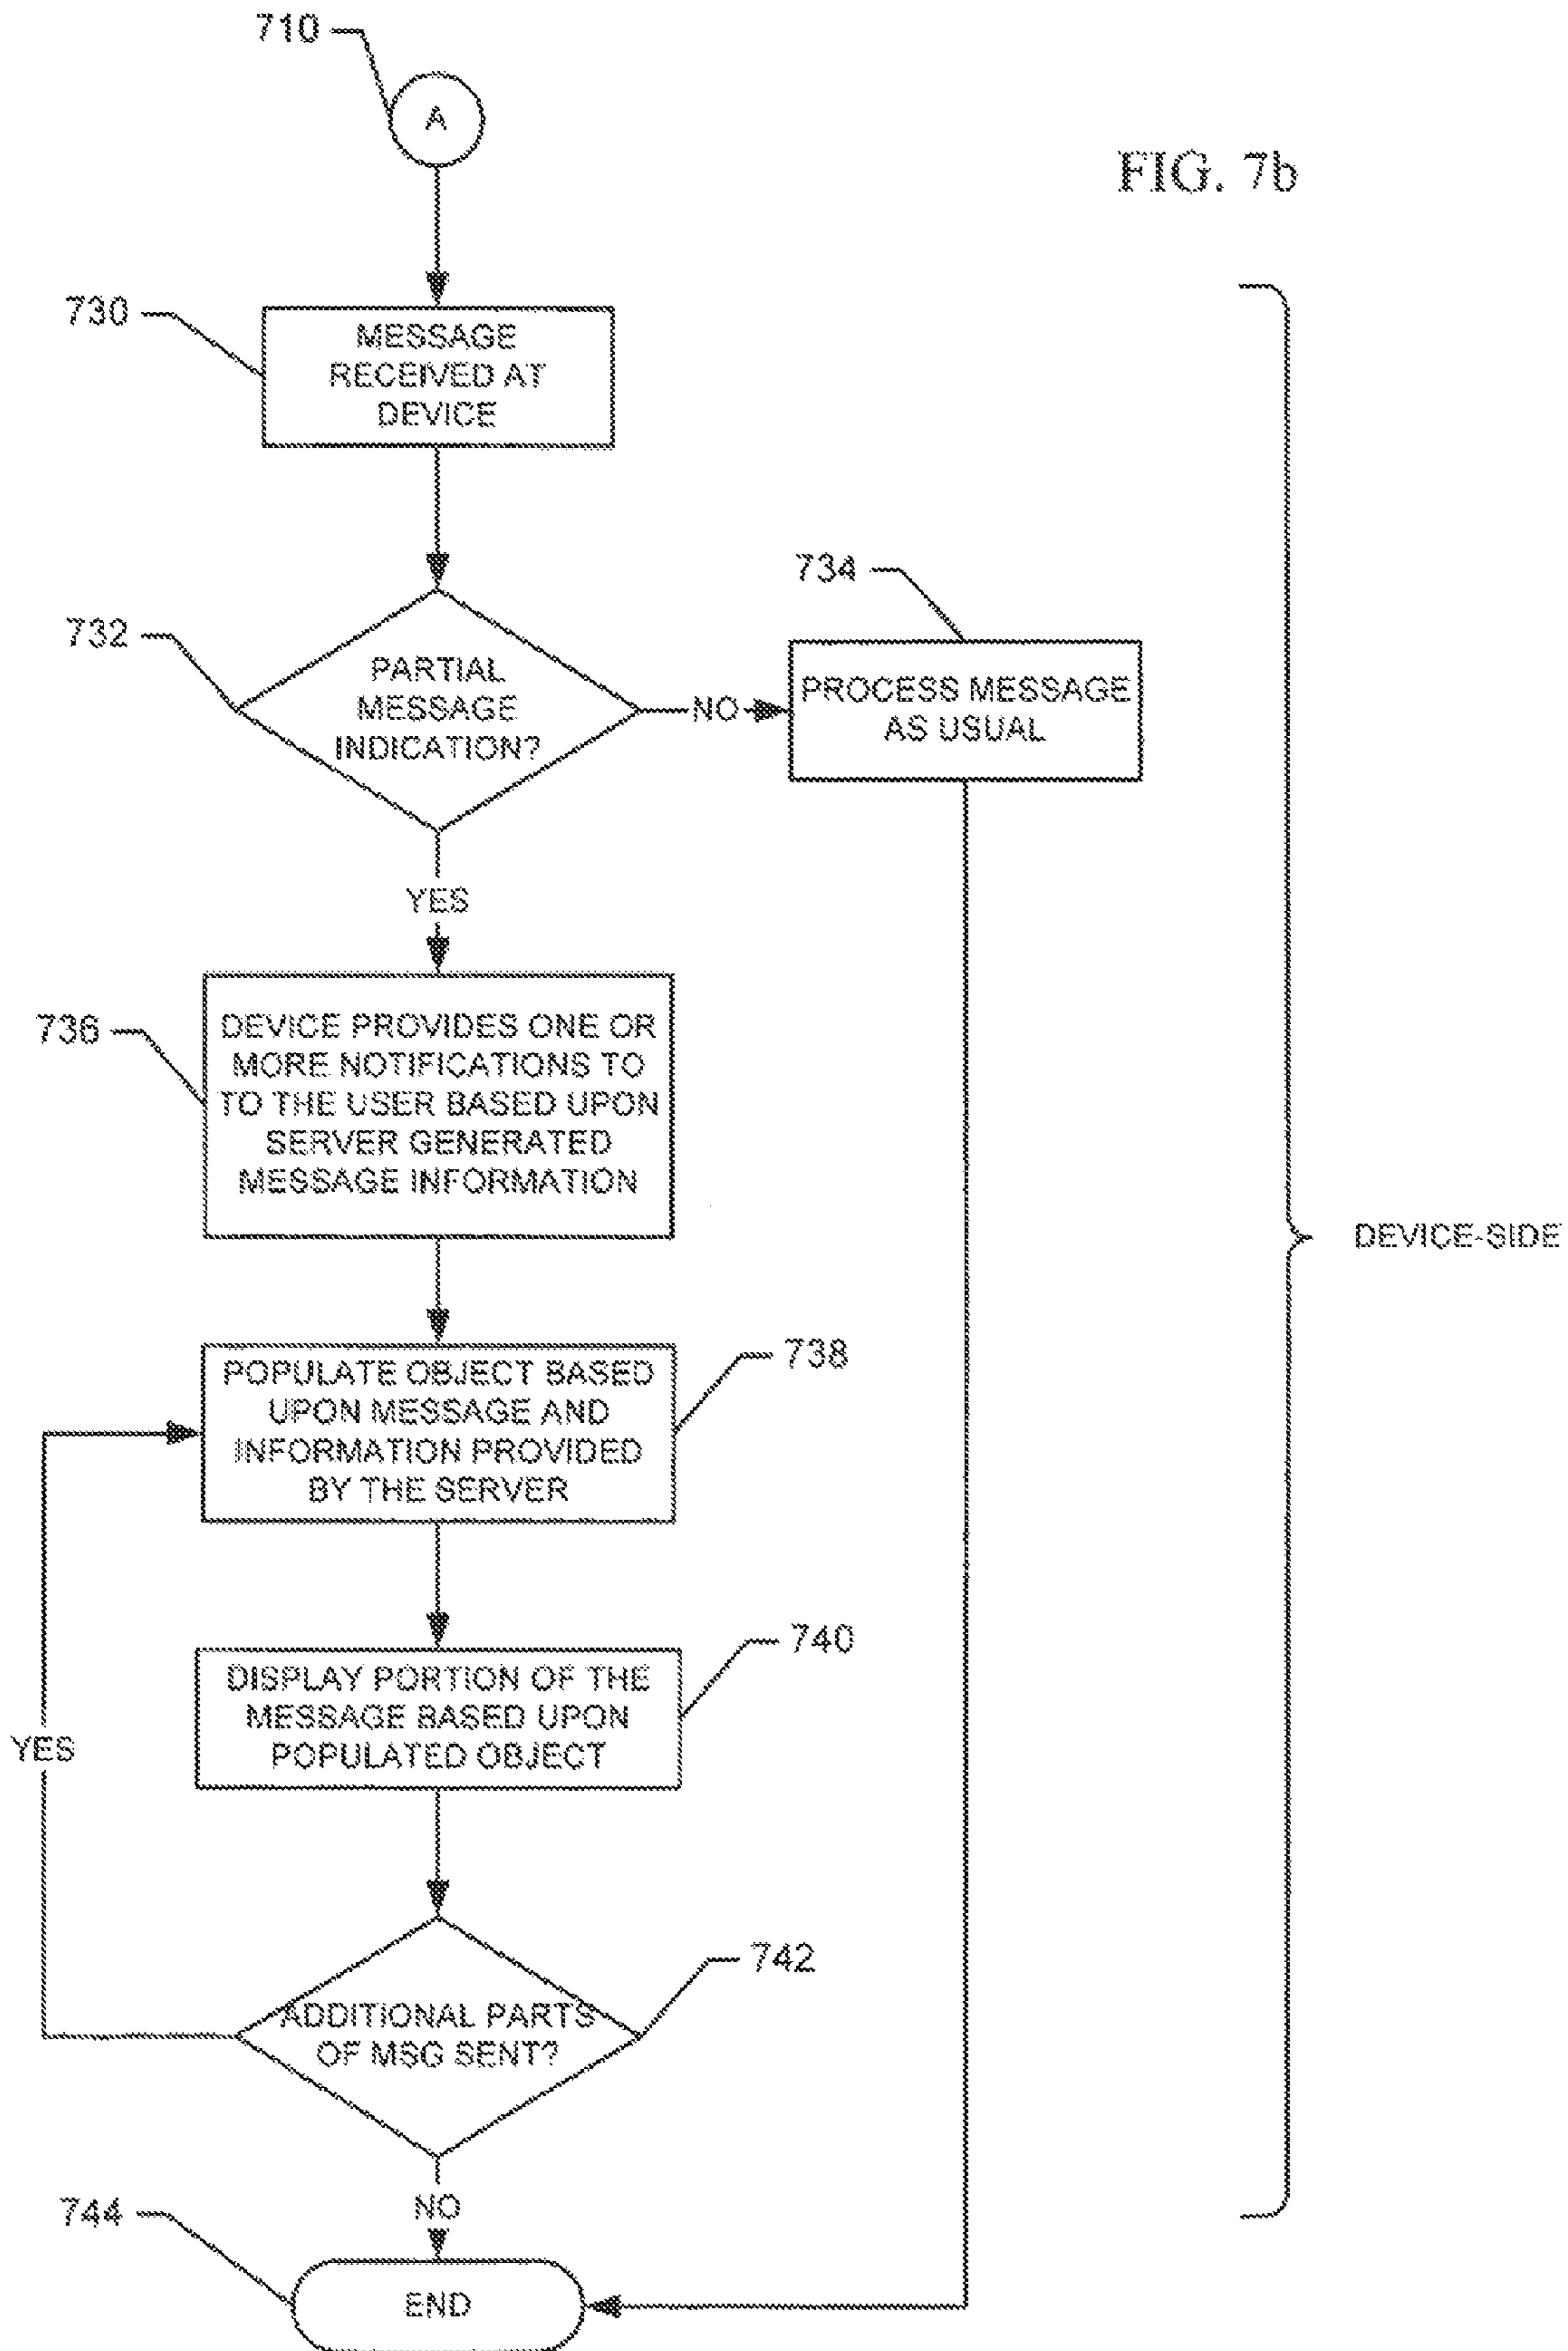 710
A
FIG. 7b
730
MESSAGE
RECEIVED AT
DEVICE
732
PARTIAL
MESSAGE
INDICATION?
NO
734
PROCESS MESSAGE
AS USUAL
YES
736
DEVICE PROVIDES ONE OR
MORE NOTIFICATIONS TO
TO THE USER BASED UPON
SERVER GENERATED
MESSAGE INFORMATION
DEVICE-SIDE
738
POPULATE OBJECT BASED
UPON MESSAGE AND
INFORMATION PROVIDED
BY THE SERVER
740
DISPLAY PORTION OF THE
MESSAGE BASED UPON
POPULATED OBJECT
YES
742
ADDITIONAL PARTS
OF MSG SENT?
NO
744
END